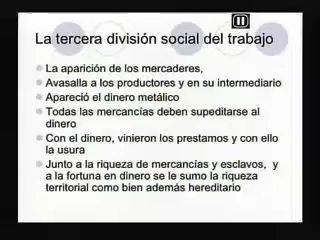 La tercera división social del trabajo
La aparición de los mercaderes,
Avasalla a los productores y en su intermediario
Apareció el dinero metálico
Todas las mercancías deben supeditarse al
dinero
Con el dinero, vinieron los prestamos y con ello
la usura
Junto a la riqueza de mercancías y esclavos, y
a la fortuna en dinero se le sumo la riqueza
territorial como bien además hereditario